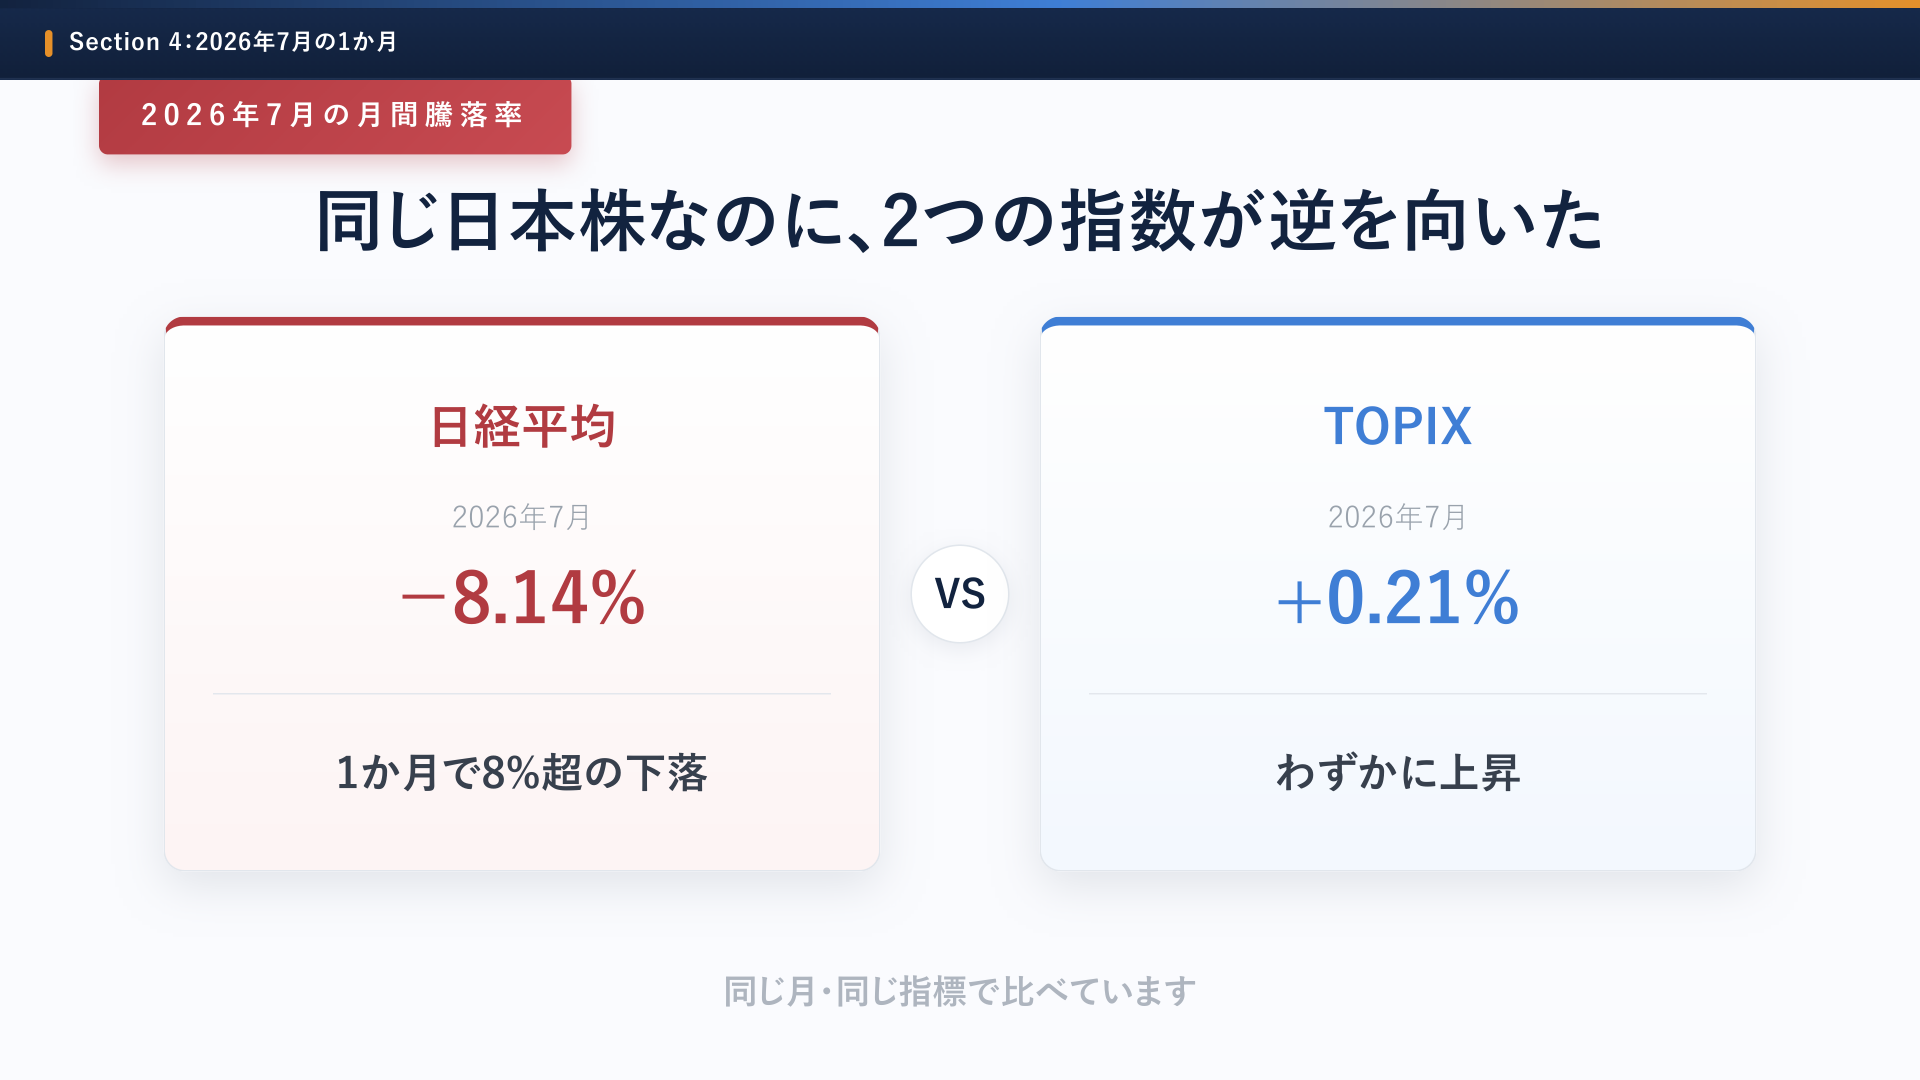 Section 4：2026年7月の1か月
2026年7月の月間騰落率
同じ日本株なのに、2つの指数が逆を向いた
日経平均
2026年7月
－8.14%
1か月で8%超の下落
VS
TOPIX
2026年7月
＋0.21%
わずかに上昇
同じ月・同じ指標で比べています